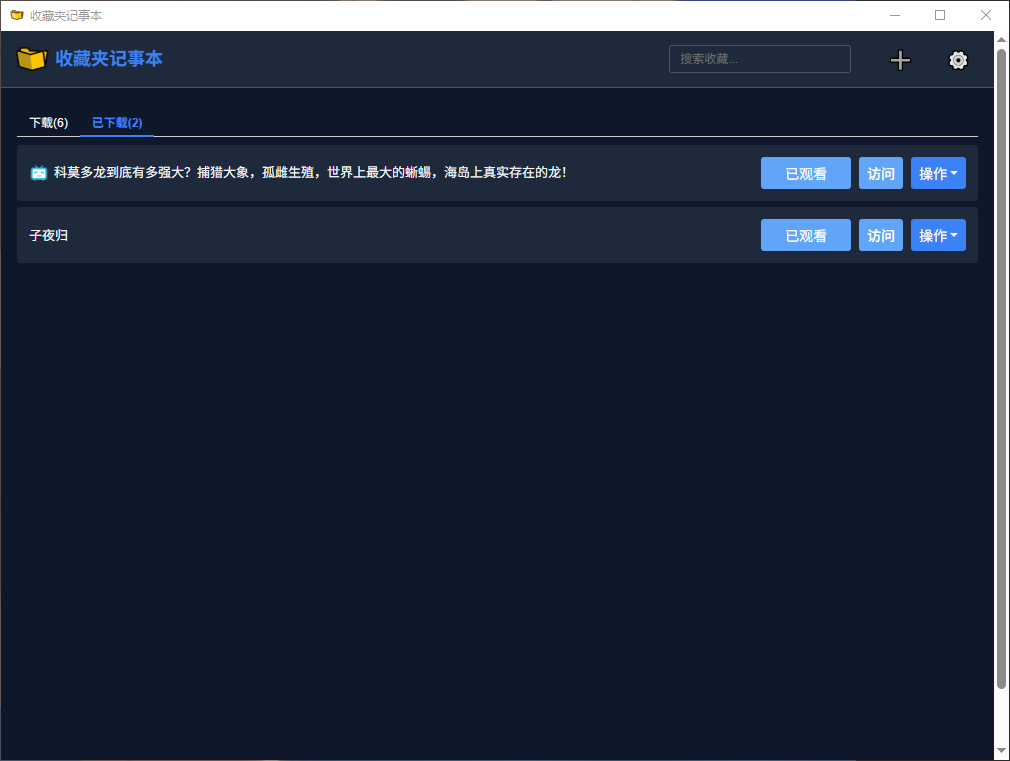 收藏夹记事本
收藏夹记事本
搜索收藏...
下载(6) 已下载(2)
科莫多龙到底有多强大？捕猎大象，孤雌生殖，世界上最大的蜥蜴，海岛上真实存在的龙！ 已观看 访问 操作
子夜归 已观看 访问 操作